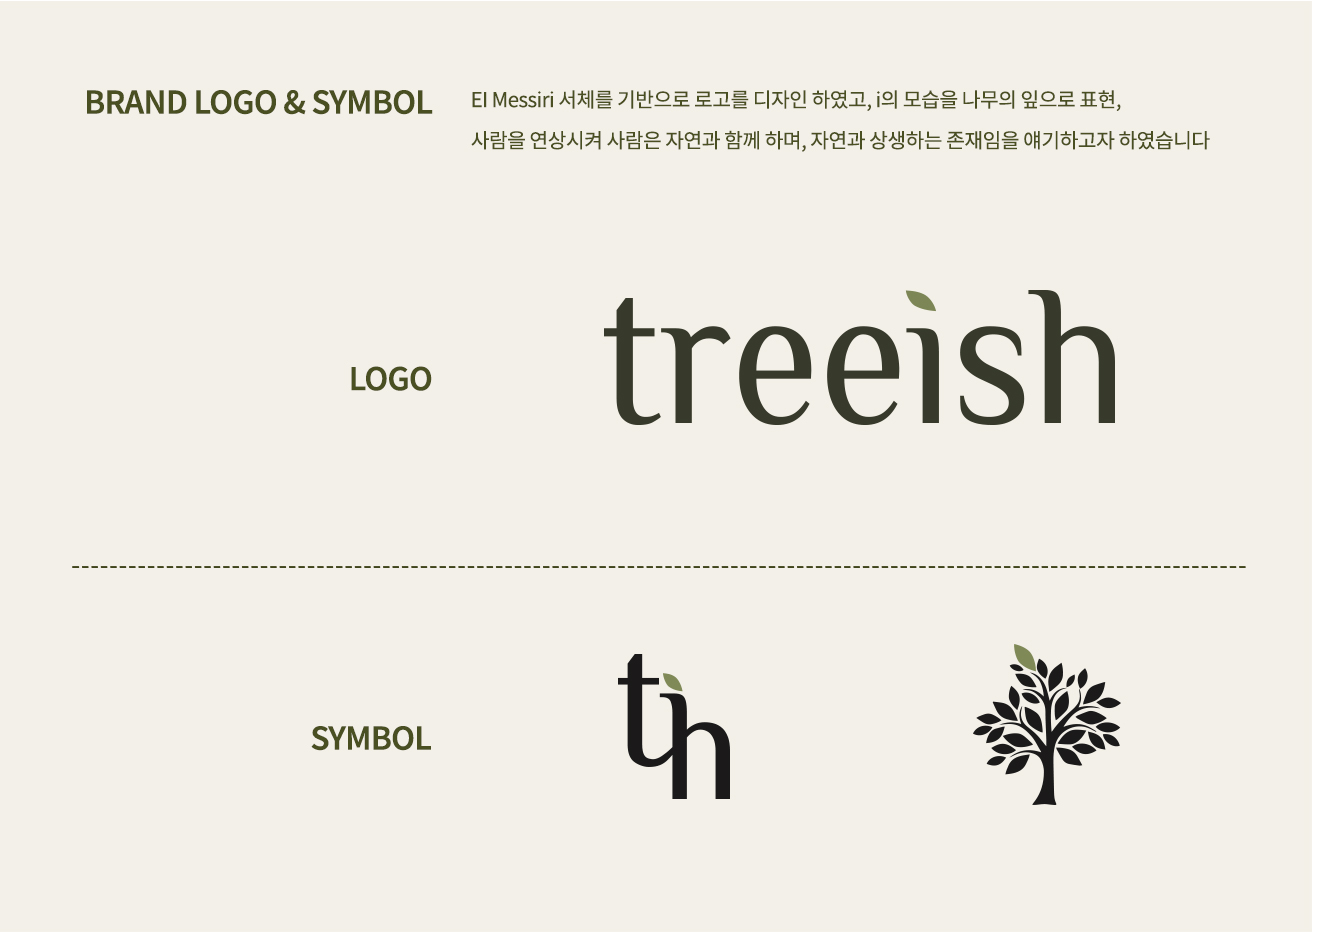 BRAND LOGO & SYMBOL
El Messiri 서체를 기반으로 로고를 디자인 하였고, i의 모습을 나무의 잎으로 표현,
사람을 연상시켜 사람은 자연과 함께 하며, 자연과 상생하는 존재임을 얘기하고자 하였습니다
LOGO
treeish
SYMBOL
th